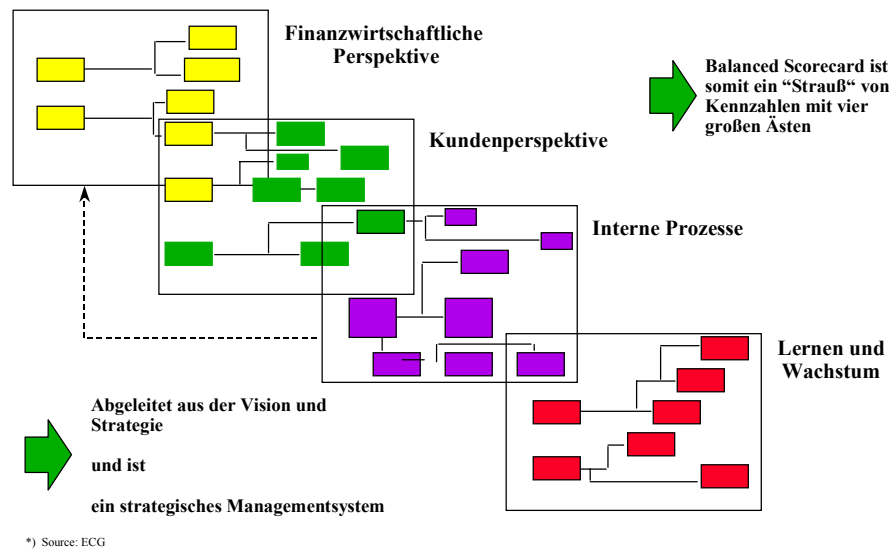 Finanzwirtschaftliche
Perspektive
Balanced Scorecard ist
somit ein “Strauß“ von
Kennzahlen mit vier
großen Ästen
Kundenperspektive
Interne Prozesse
Lernen und
Wachstum
Abgeleitet aus der Vision und
Strategie
und ist
ein strategisches Managementsystem
*) Source: ECG